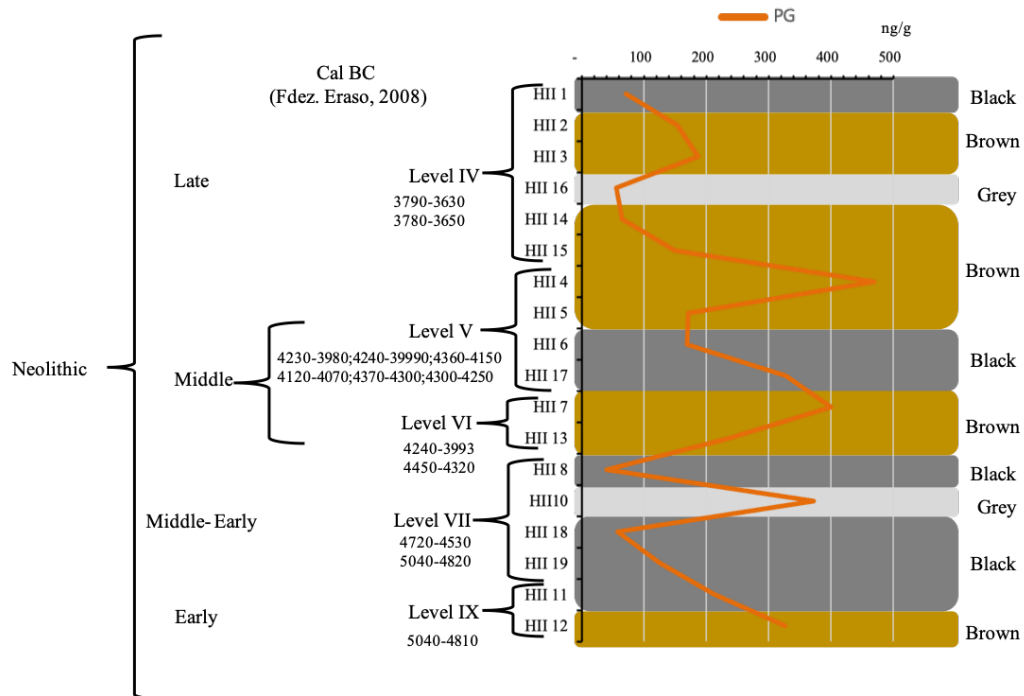 PG
ng/g
- 100 200 300 400 500
Cal BC
(Fdez. Eraso, 2008)
HII 1
Black
HII 2
Brown
HII 3
Late
Level IV
3790-3630
3780-3650
HII 16
Grey
HII 14
HII 15
Brown
HII 4
HII 5
Neolithic
Middle
Level V
4230-3980;4240-39990;4360-4150
4120-4070;4370-4300;4300-4250
HII 6
Black
HII 17
HII 7
Level VI
4240-3993
4450-4320
Brown
HII 13
HII 8
Black
HII10
Grey
Middle- Early
Level VII
4720-4530
5040-4820
HII 18
Black
HII 19
HII 11
Early
Level IX
5040-4810
HII 12
Brown